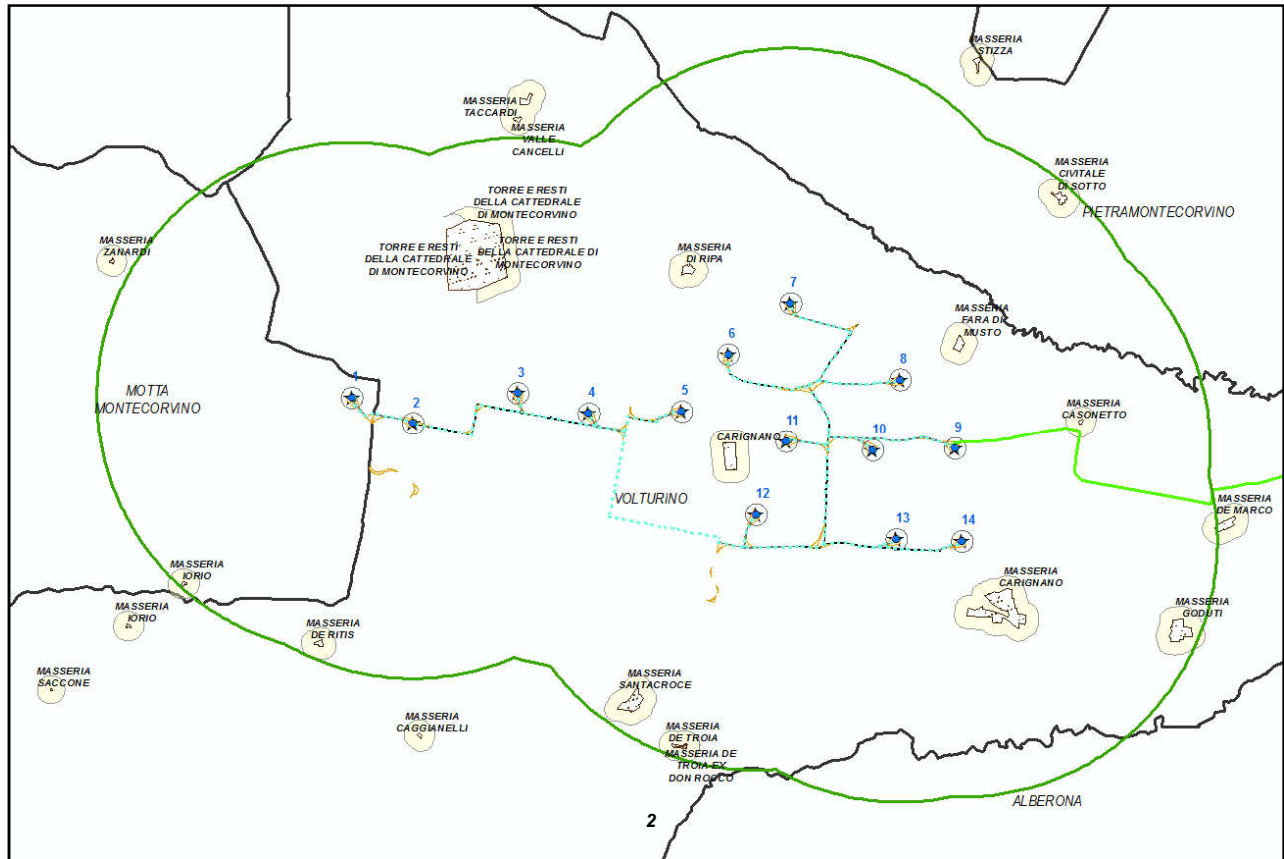 MASSERIA
STIZZA
MASSERIA
TACCARDI
MASSERIA
VALLE
CANCELLI
MASSERIA
CIVITALE
DI SOTTO
PIETRAMONTECORVINO
TORRE E RESTI
DELLA CATTEDRALE
DI MONTECORVINO
MASSERIA
ZANARDI
TORRE E RESTI
DELLA CATTEDRALE
DI MONTECORVINO
TORRE E RESTI
DELLA CATTEDRALE DI
MONTECORVINO
MASSERIA
DI RIPA
7
MASSERIA
FARA DI
MUSTO
6
8
1
3
MOTTA
MONTECORVINO
2
4
5
MASSERIA
CASONETTO
11
10
9
CARIGNANO
VOLTURINO
12
MASSERIA
DE MARCO
13
14
MASSERIA
IORIO
MASSERIA
CARIGNANO
MASSERIA
IORIO
MASSERIA
DE RITIS
MASSERIA
GODUTI
MASSERIA
SACCONE
MASSERIA
SANTACROCE
MASSERIA
CAGGIANELLI
MASSERIA
DE TROIA
MASSERIA DE
TROIA-EX
DON ROCCO
ALBERONA
2